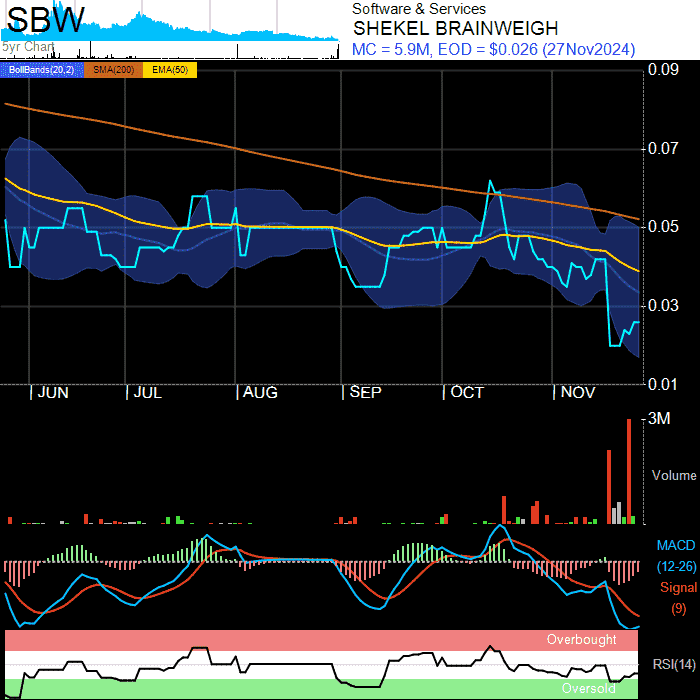 SBW
5yr Chart
Software & Services
SHEKEL BRAINWEIGH
MC = 5.9M, EOD = $0.026 (27Nov2024)
BollBands(20,2) SMA(200) EMA(50)
0.09
0.07
0.05
0.03
0.01
JUN JUL AUG SEP OCT NOV
3M
Volume
MACD
(12-26)
Signal
(9)
Overbought
RSI(14)
Oversold